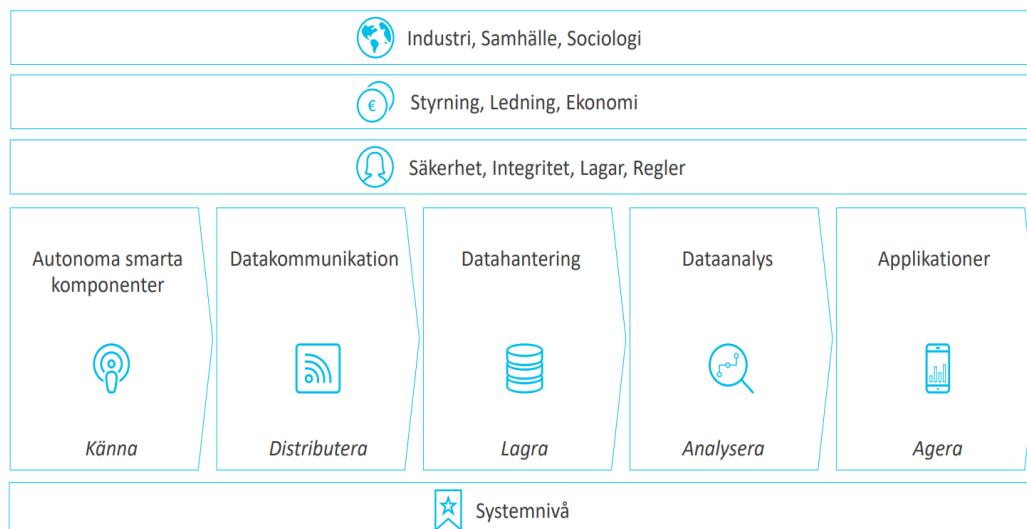 Industri, Samhälle, Sociologi
€
Styrning, Ledning, Ekonomi
Säkerhet, Integritet, Lagar, Regler
Autonoma smarta
komponenter
Känna
Datakommunikation
Distributera
Datahantering
Lagra
Dataanalys
Analysera
Applikationer
Agera
Systemnivå